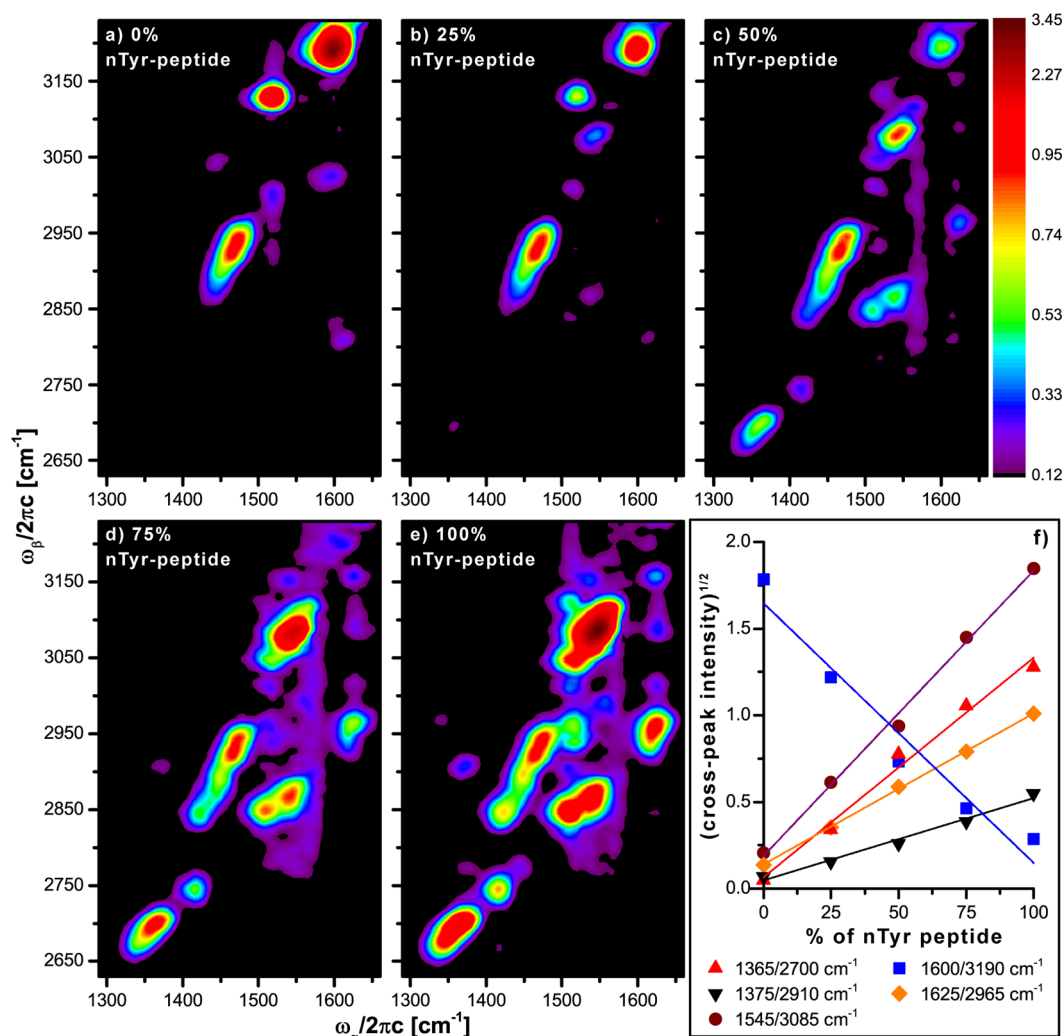 a) 0%
nTyr-peptide
b) 25%
nTyr-peptide
c) 50%
nTyr-peptide
3150
3050
2950
2850
2750
2650
1300 1400 1500 1600
1300 1400 1500 1600
1300 1400 1500 1600
3.45
2.27
1.10
0.95
0.74
0.53
0.33
0.12
ωβ/2πc [cm-1]
d) 75%
nTyr-peptide
e) 100%
nTyr-peptide
3150
3050
2950
2850
2750
2650
1300 1400 1500 1600
1300 1400 1500 1600
/2πc [cm-1]
f)
(cross-peak intensity)1/2
2.0
1.5
1.0
0.5
0.0
0 25 50 75 100
% of nTyr peptide
1365/2700 cm-1
1600/3190 cm-1
1375/2910 cm-1
1625/2965 cm-1
1545/3085 cm-1